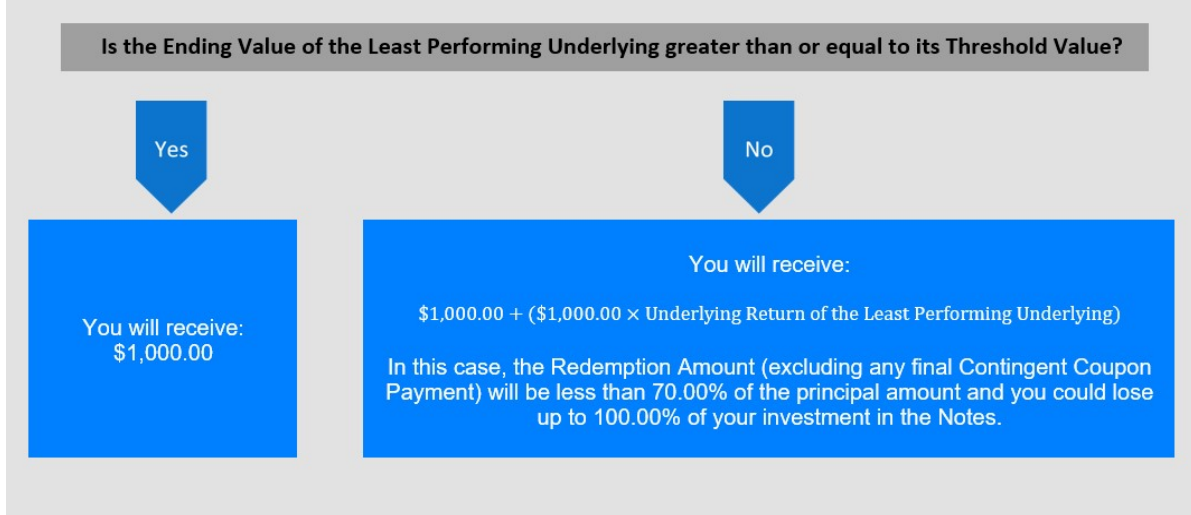 Is the Ending Value of the Least Performing Underlying greater than or equal to its Threshold Value?
Yes
No
You will receive:
$1,000.00
You will receive:
$1,000.00 + ($1,000.00 × Underlying Return of the Least Performing Underlying)
In this case, the Redemption Amount (excluding any final Contingent Coupon
Payment) will be less than 70.00% of the principal amount and you could lose
up to 100.00% of your investment in the Notes.